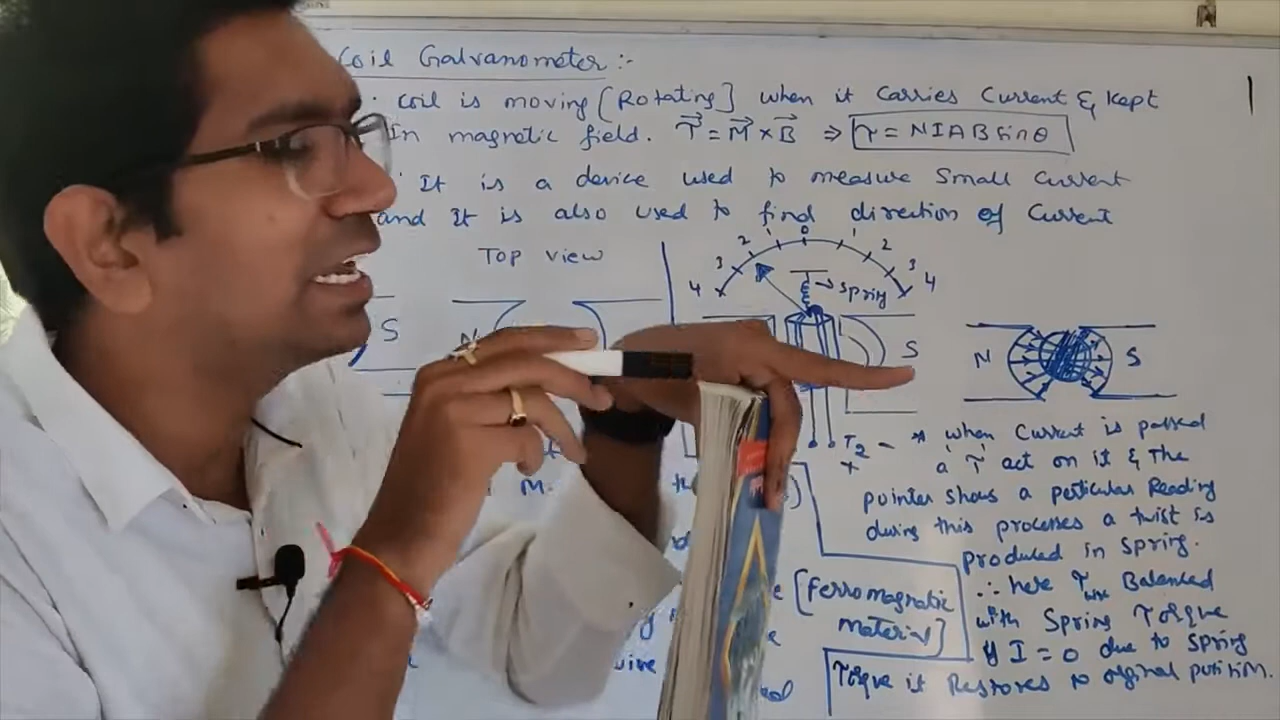 Coil Galvanometer :-
coil is moving [Rotating] when it carries current & kept
In magnetic field. τ = M × B ⇒ τ = NIAB sin θ
It is a device used to measure small current
and It is also used to find direction of current
Top view
4 3 2 1 0 1 2 3 4
→ spring
S N S N S
T2 - * when current is passed
a τ act on it & the
pointer shows a perticular Reading
M.
during this processes a twist is
produced in spring.
∴ here τ Balanced
[Ferromagnetic
with spring Torque
material]
If I = 0 due to spring
wire
Torque it Restores to orginal position.